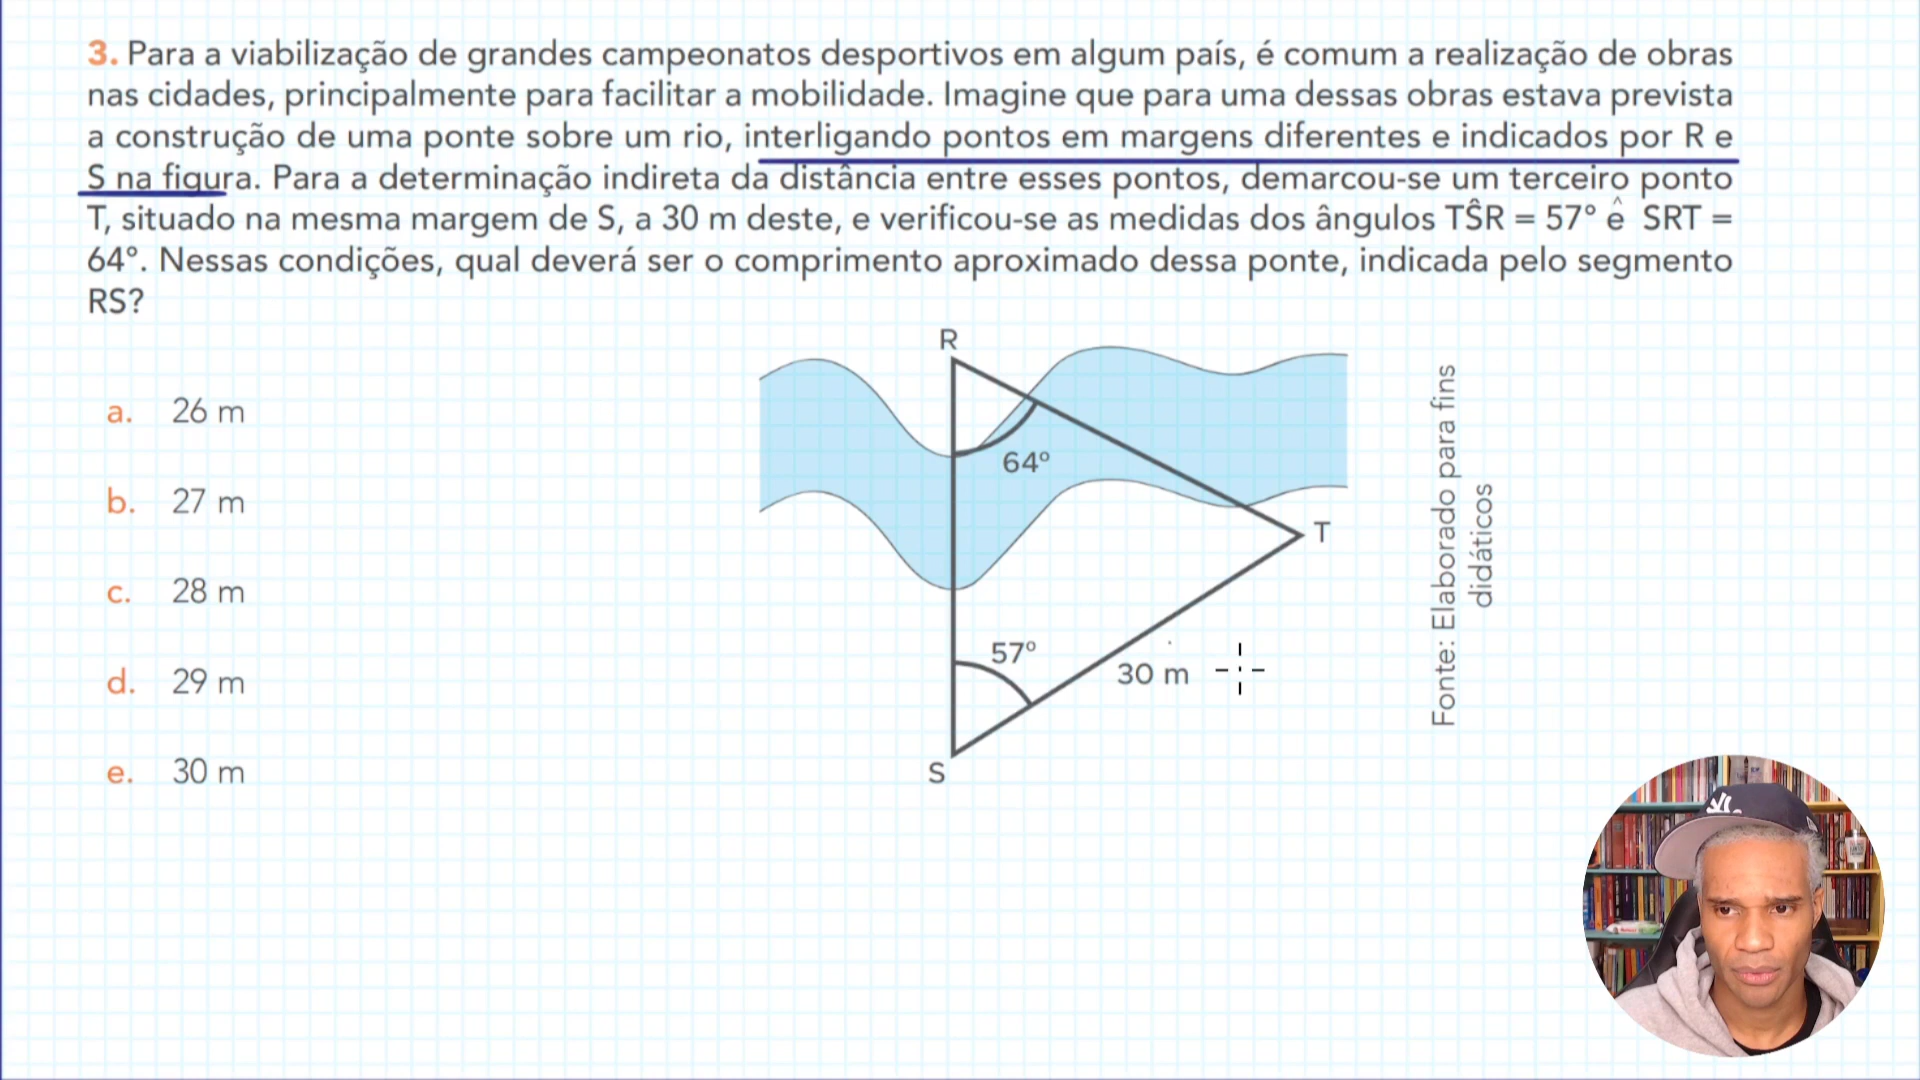 3. Para a viabilização de grandes campeonatos desportivos em algum país, é comum a realização de obras
nas cidades, principalmente para facilitar a mobilidade. Imagine que para uma dessas obras estava prevista
a construção de uma ponte sobre um rio, interligando pontos em margens diferentes e indicados por R e
S na figura. Para a determinação indireta da distância entre esses pontos, demarcou-se um terceiro ponto
T, situado na mesma margem de S, a 30 m deste, e verificou-se as medidas dos ângulos TŜR = 57º ê SRT =
64º. Nessas condições, qual deverá ser o comprimento aproximado dessa ponte, indicada pelo segmento
RS?
a. 26 m
b. 27 m
c. 28 m
d. 29 m
e. 30 m
R
64º
T
57º
30 m
S
Fonte: Elaborado para fins
didáticos